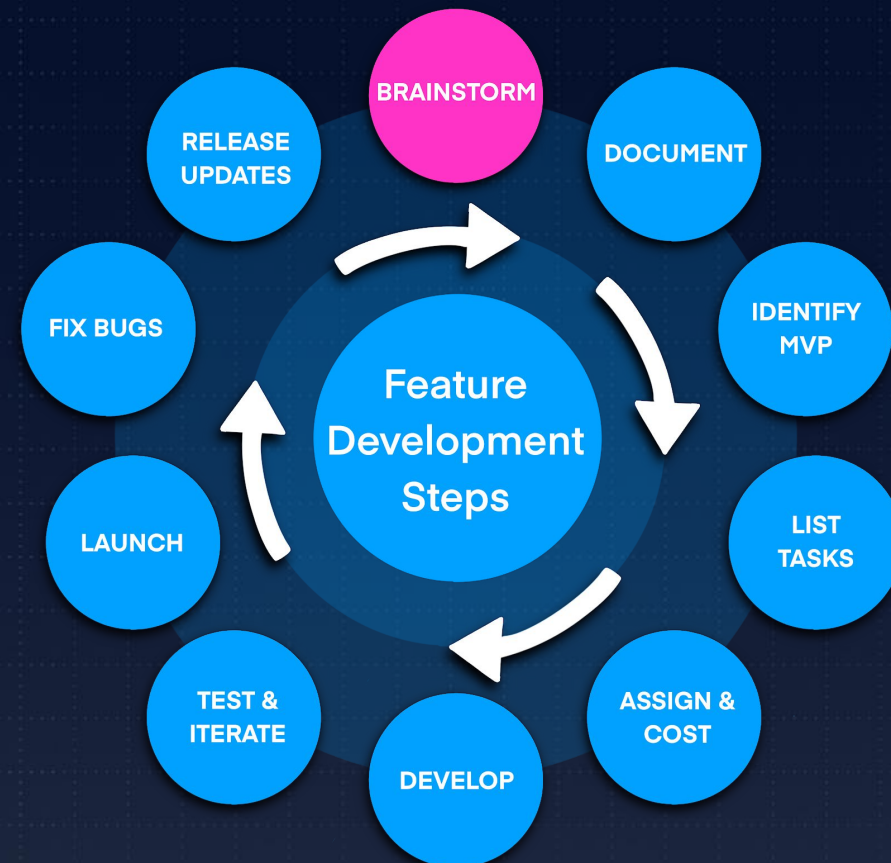 BRAINSTORM
DOCUMENT
IDENTIFY
MVP
LIST
TASKS
ASSIGN &
COST
DEVELOP
TEST &
ITERATE
LAUNCH
FIX BUGS
RELEASE
UPDATES
Feature
Development
Steps